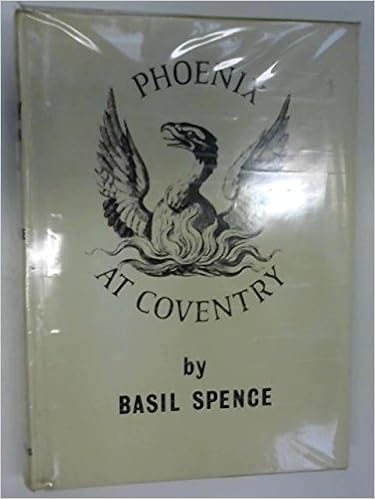 PHOENIX
AT COVENTRY
by
BASIL SPENCE